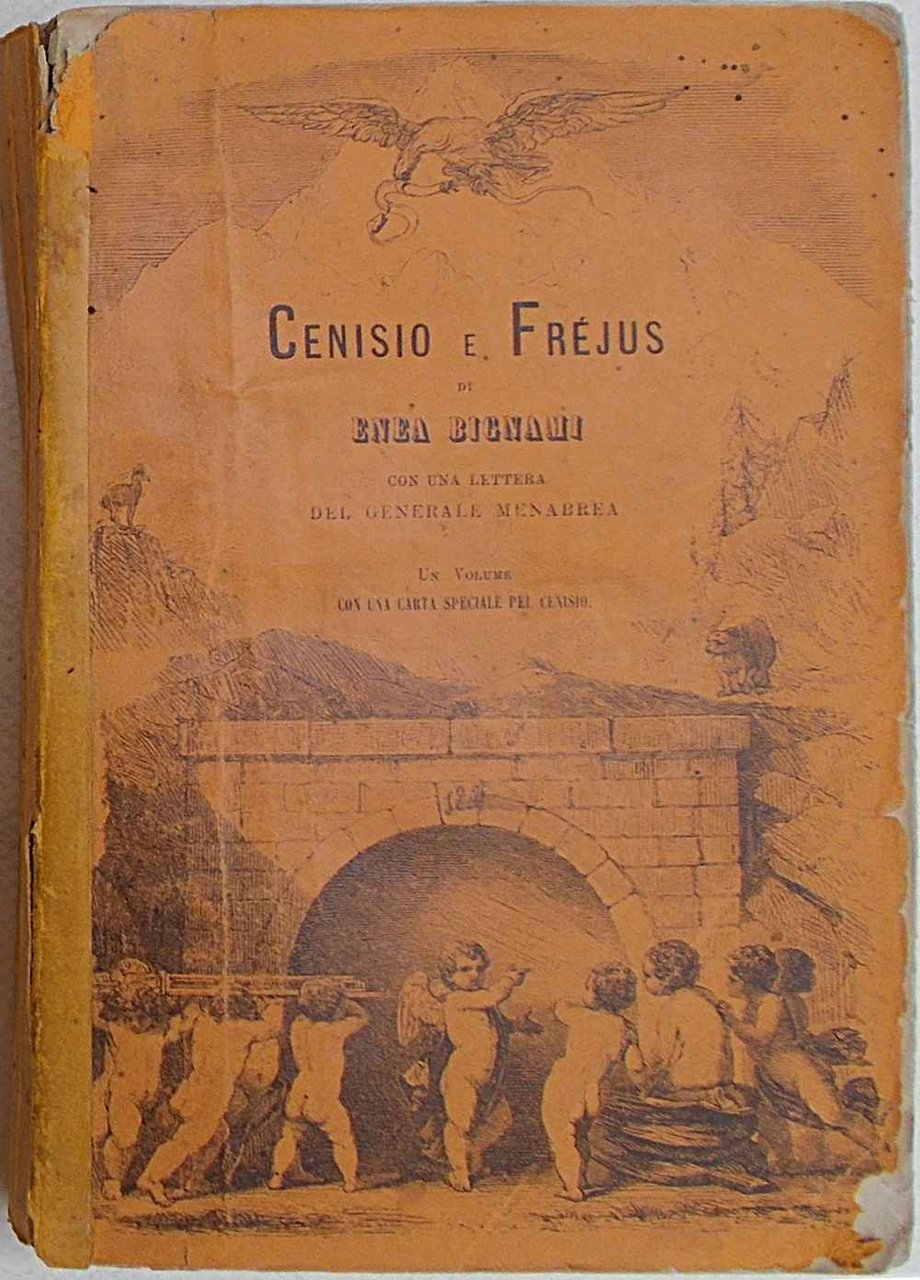 CENISIO E FRÉJUS
DI
ENEA BIGNAMI
CON UNA LETTERA
DEL GENERALE MENABREA
UN VOLUME
CON UNA CARTA SPECIALE PEL CENISIO.